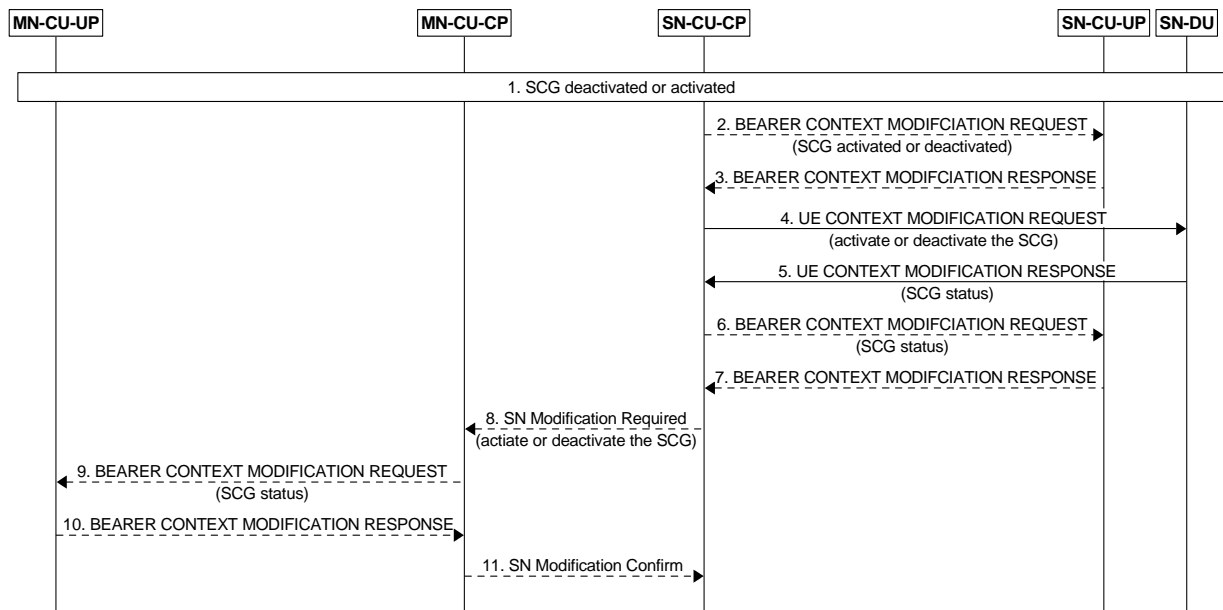 MN-CU-UP MN-CU-CP SN-CU-CP SN-CU-UP SN-DU
1. SCG deactivated or activated
2. BEARER CONTEXT MODIFCIATION REQUEST
(SCG activated or deactivated)
3. BEARER CONTEXT MODIFCIATION RESPONSE
4. UE CONTEXT MODIFICATION REQUEST
(activate or deactivate the SCG)
5. UE CONTEXT MODIFICATION RESPONSE
(SCG status)
6. BEARER CONTEXT MODIFCIATION REQUEST
(SCG status)
7. BEARER CONTEXT MODIFCIATION RESPONSE
8. SN Modification Required
(actiate or deactivate the SCG)
9. BEARER CONTEXT MODIFICATION REQUEST
(SCG status)
10. BEARER CONTEXT MODIFICATION RESPONSE
11. SN Modification Confirm